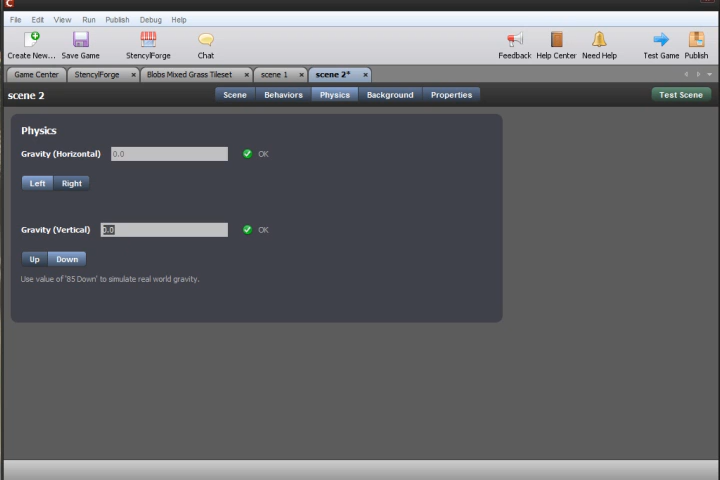 File Edit View Run Publish Debug Help
Create New... Save Game StencylForge Chat Feedback Help Center Need Help Test Game Publish
Game Center StencylForge Blobs Mixed Grass Tileset scene 1 scene 2*
scene 2 Scene Behaviors Physics Background Properties Test Scene
Physics
Gravity (Horizontal) 0.0 OK
Left Right
Gravity (Vertical) 0.0 OK
Up Down
Use value of '85 Down' to simulate real world gravity.